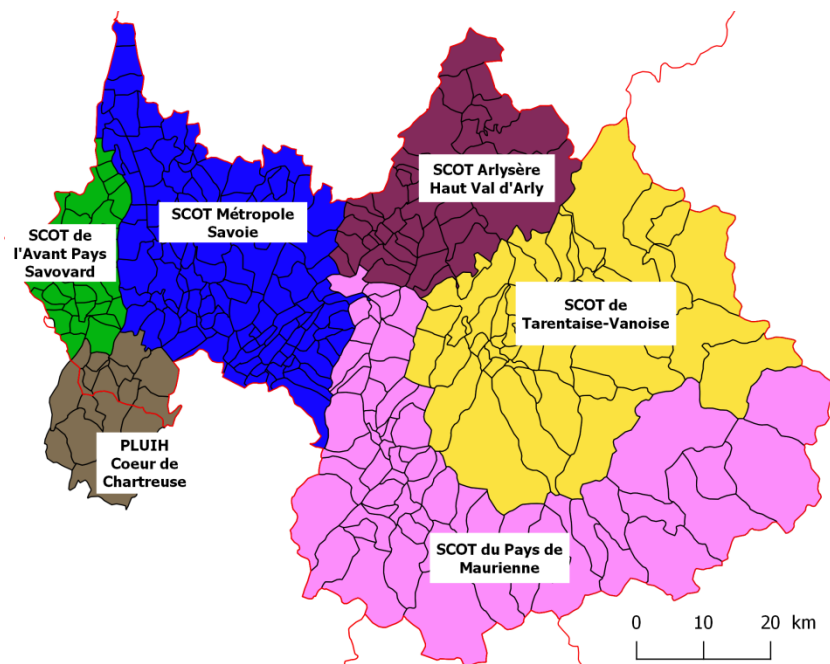 SCOT Arlysère
Haut Val d'Arly
SCOT Métropole
Savoie
SCOT de
l'Avant Pays
Savovard
SCOT de
Tarentaise-Vanoise
PLUIH
Coeur de
Chartreuse
SCOT du Pays de
Maurienne
0 10 20 km